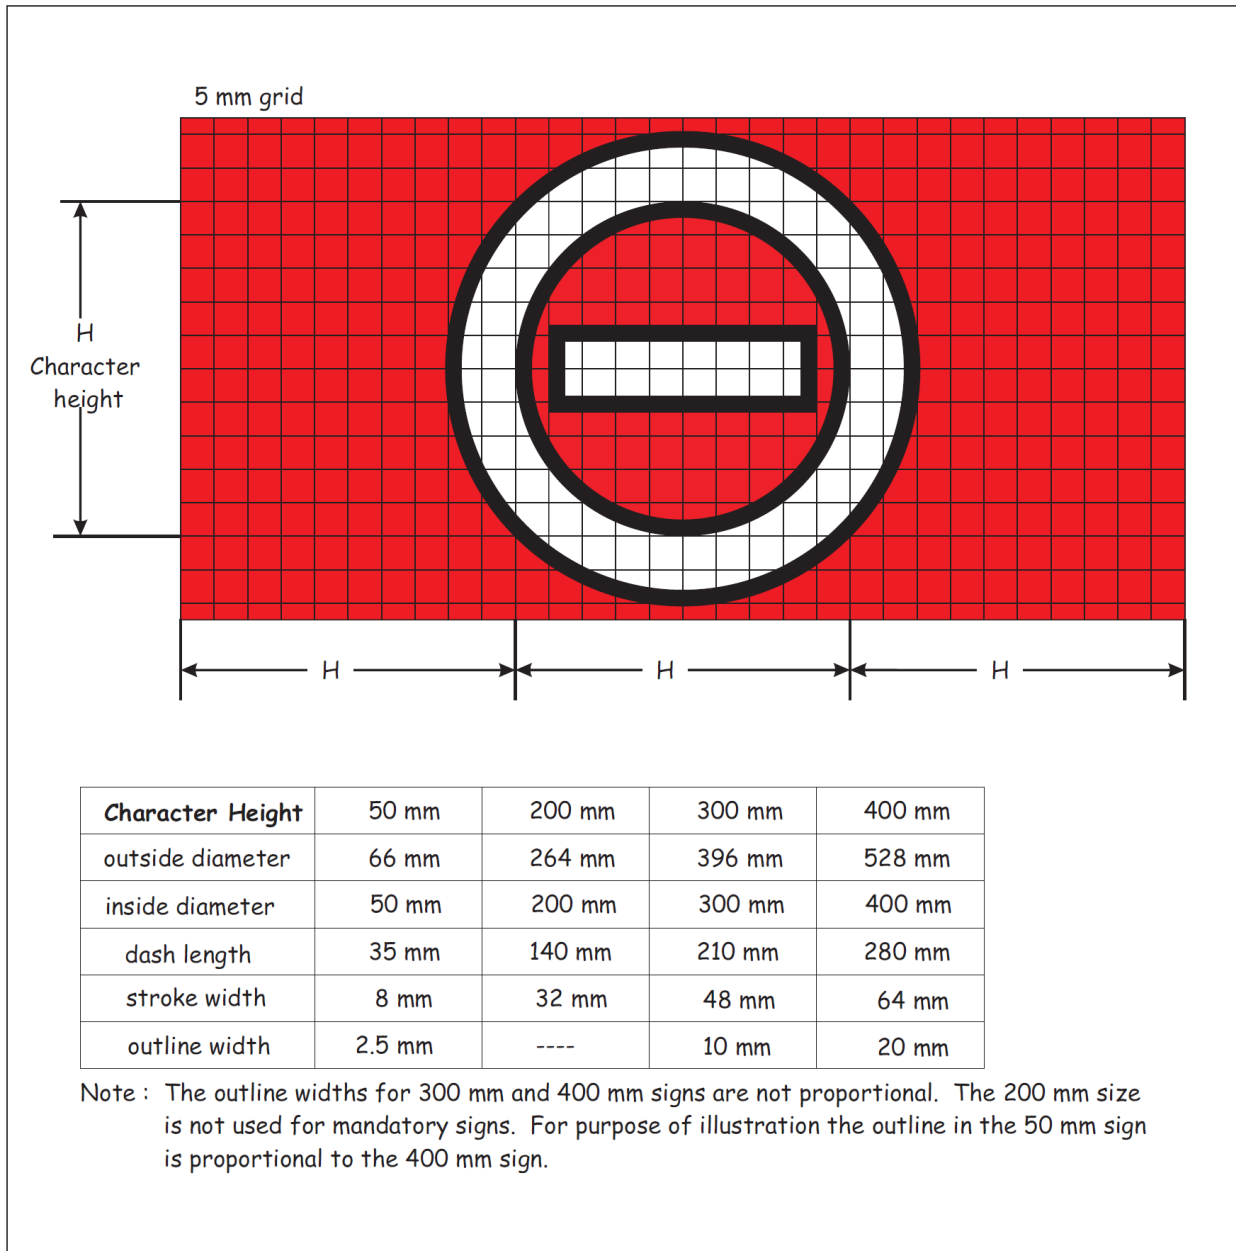 5 mm grid
H
Character
height
H H H
Character Height 50 mm 200 mm 300 mm 400 mm
outside diameter 66 mm 264 mm 396 mm 528 mm
inside diameter 50 mm 200 mm 300 mm 400 mm
dash length 35 mm 140 mm 210 mm 280 mm
stroke width 8 mm 32 mm 48 mm 64 mm
outline width 2.5 mm ---- 10 mm 20 mm
Note : The outline widths for 300 mm and 400 mm signs are not proportional. The 200 mm size
is not used for mandatory signs. For purpose of illustration the outline in the 50 mm sign
is proportional to the 400 mm sign.